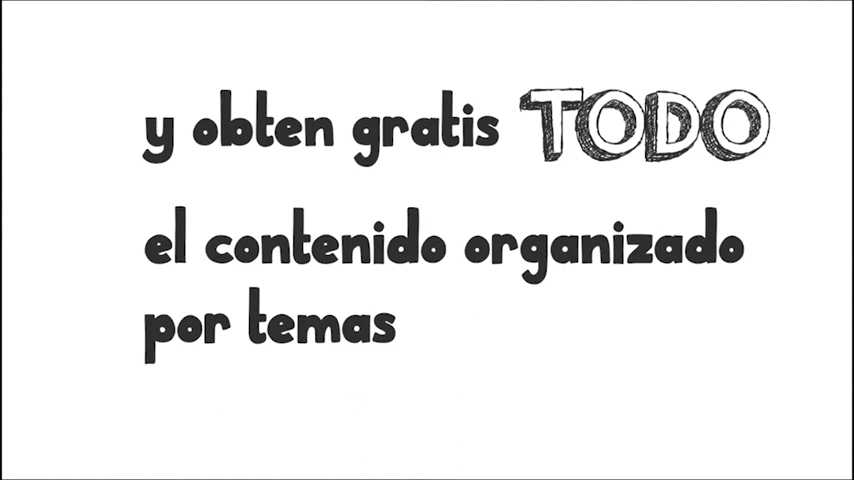 y obten gratis TODO
el contenido organizado
por temas